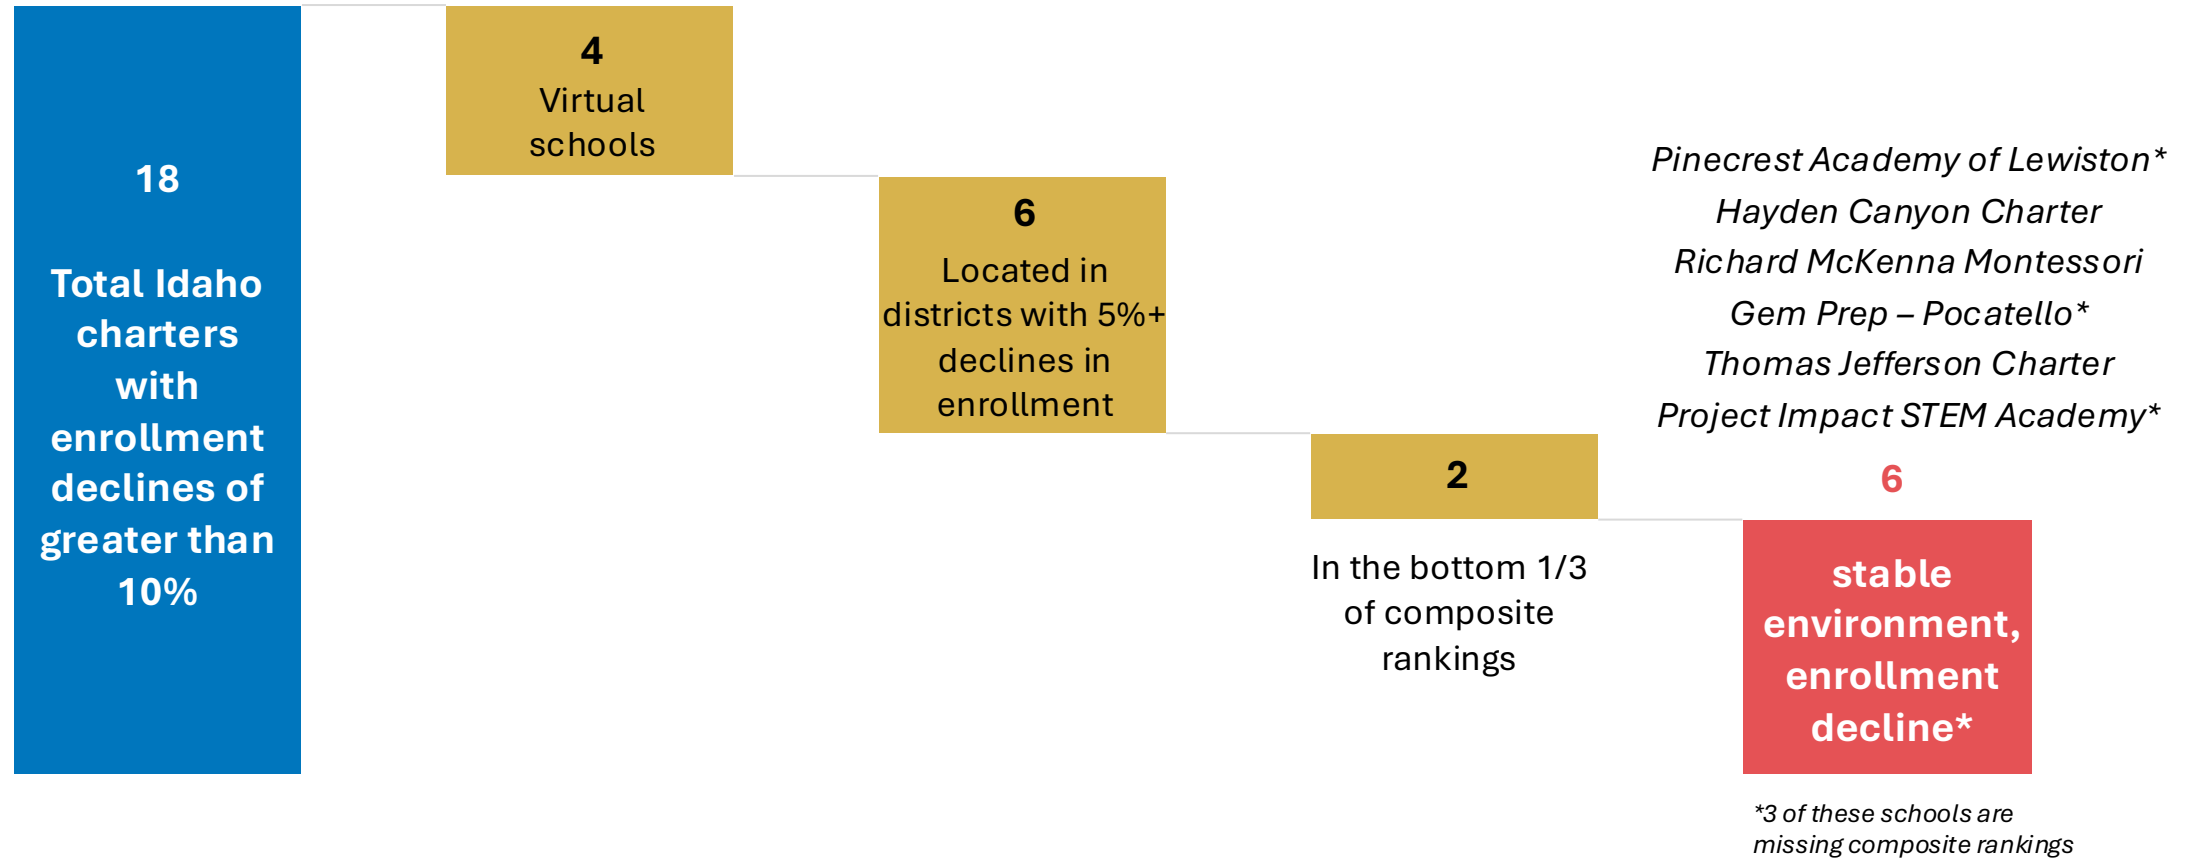 18
Total Idaho
charters
with
enrollment
declines of
greater than
10%
4
Virtual
schools
6
Located in
districts with 5%+
declines in
enrollment
2
In the bottom 1/3
of composite
rankings
Pinecrest Academy of Lewiston*
Hayden Canyon Charter
Richard McKenna Montessori
Gem Prep – Pocatello*
Thomas Jefferson Charter
Project Impact STEM Academy*
6
stable
environment,
enrollment
decline*
*3 of these schools are
missing composite rankings